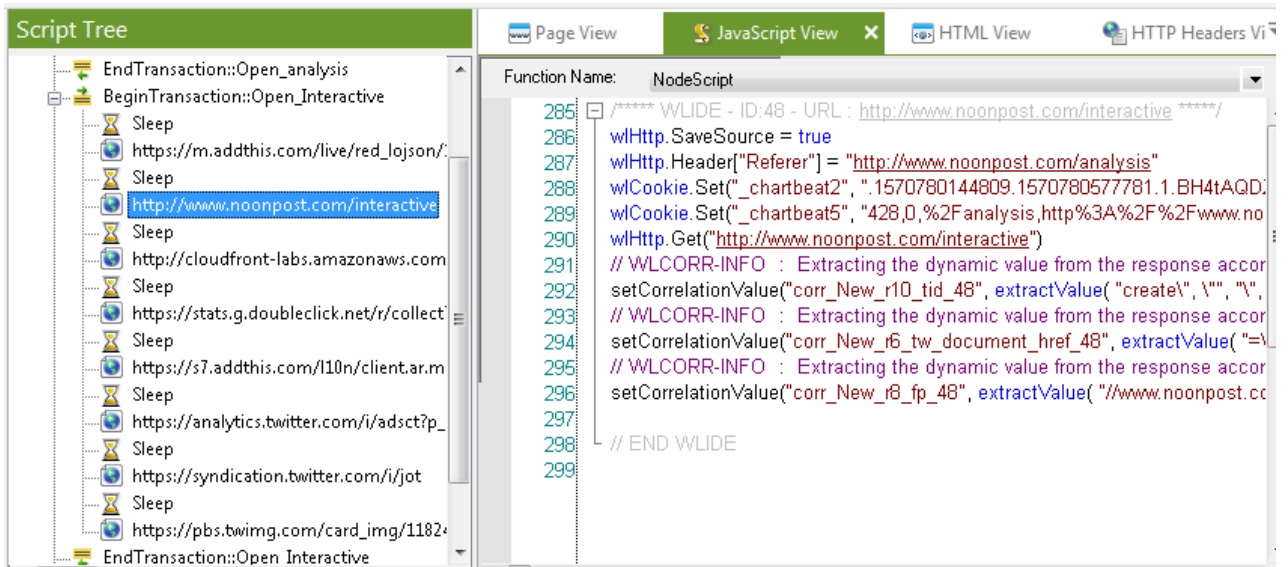 Script Tree
EndTransaction::Open_analysis
BeginTransaction::Open_Interactive
Sleep
https://m.addthis.com/live/red_lojson/
Sleep
http://www.noonpost.com/interactive
Sleep
http://cloudfront-labs.amazonaws.com
Sleep
https://stats.g.doubleclick.net/r/collect
Sleep
https://s7.addthis.com/l10n/client.ar.m
Sleep
https://analytics.twitter.com/i/adsct?p_
Sleep
https://syndication.twitter.com/i/jot
Sleep
https://pbs.twimg.com/card_img/1182
EndTransaction::Open_Interactive
Page View
JavaScript View
HTML View
HTTP Headers Vi
Function Name: NodeScript
285 /***** WLIDE - ID:48 - URL : http://www.noonpost.com/interactive *****/
286 wlHttp.SaveSource = true
287 wlHttp.Header["Referer"] = "http://www.noonpost.com/analysis"
288 wlCookie.Set("_chartbeat2", ".1570780144809.1570780577781.1.BH4tAQD
289 wlCookie.Set("_chartbeat5", "428,0,%2Fanalysis,http%3A%2F%2Fwww.no
290 wlHttp.Get("http://www.noonpost.com/interactive")
291 // WLCORR-INFO : Extracting the dynamic value from the response accor
292 setCorrelationValue("corr_New_r10_tid_48", extractValue( "create\", \"", "\",
293 // WLCORR-INFO : Extracting the dynamic value from the response accor
294 setCorrelationValue("corr_New_r6_tw_document_href_48", extractValue( "=\
295 // WLCORR-INFO : Extracting the dynamic value from the response accor
296 setCorrelationValue("corr_New_r8_fp_48", extractValue( "//www.noonpost.co
297
298 // END WLIDE
299